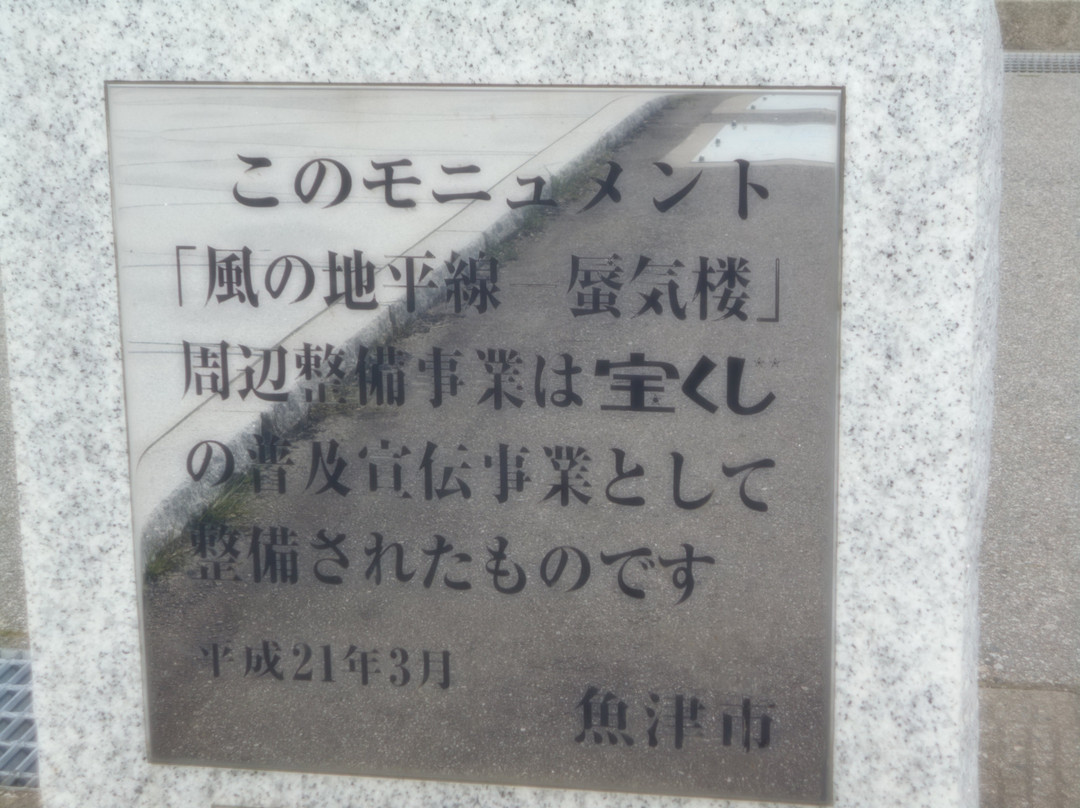 このモニュメント
「風の地平線　蜃気楼」
周辺整備事業は宝くじ
の普及宣伝事業として
整備されたものです
平成21年3月
魚津市